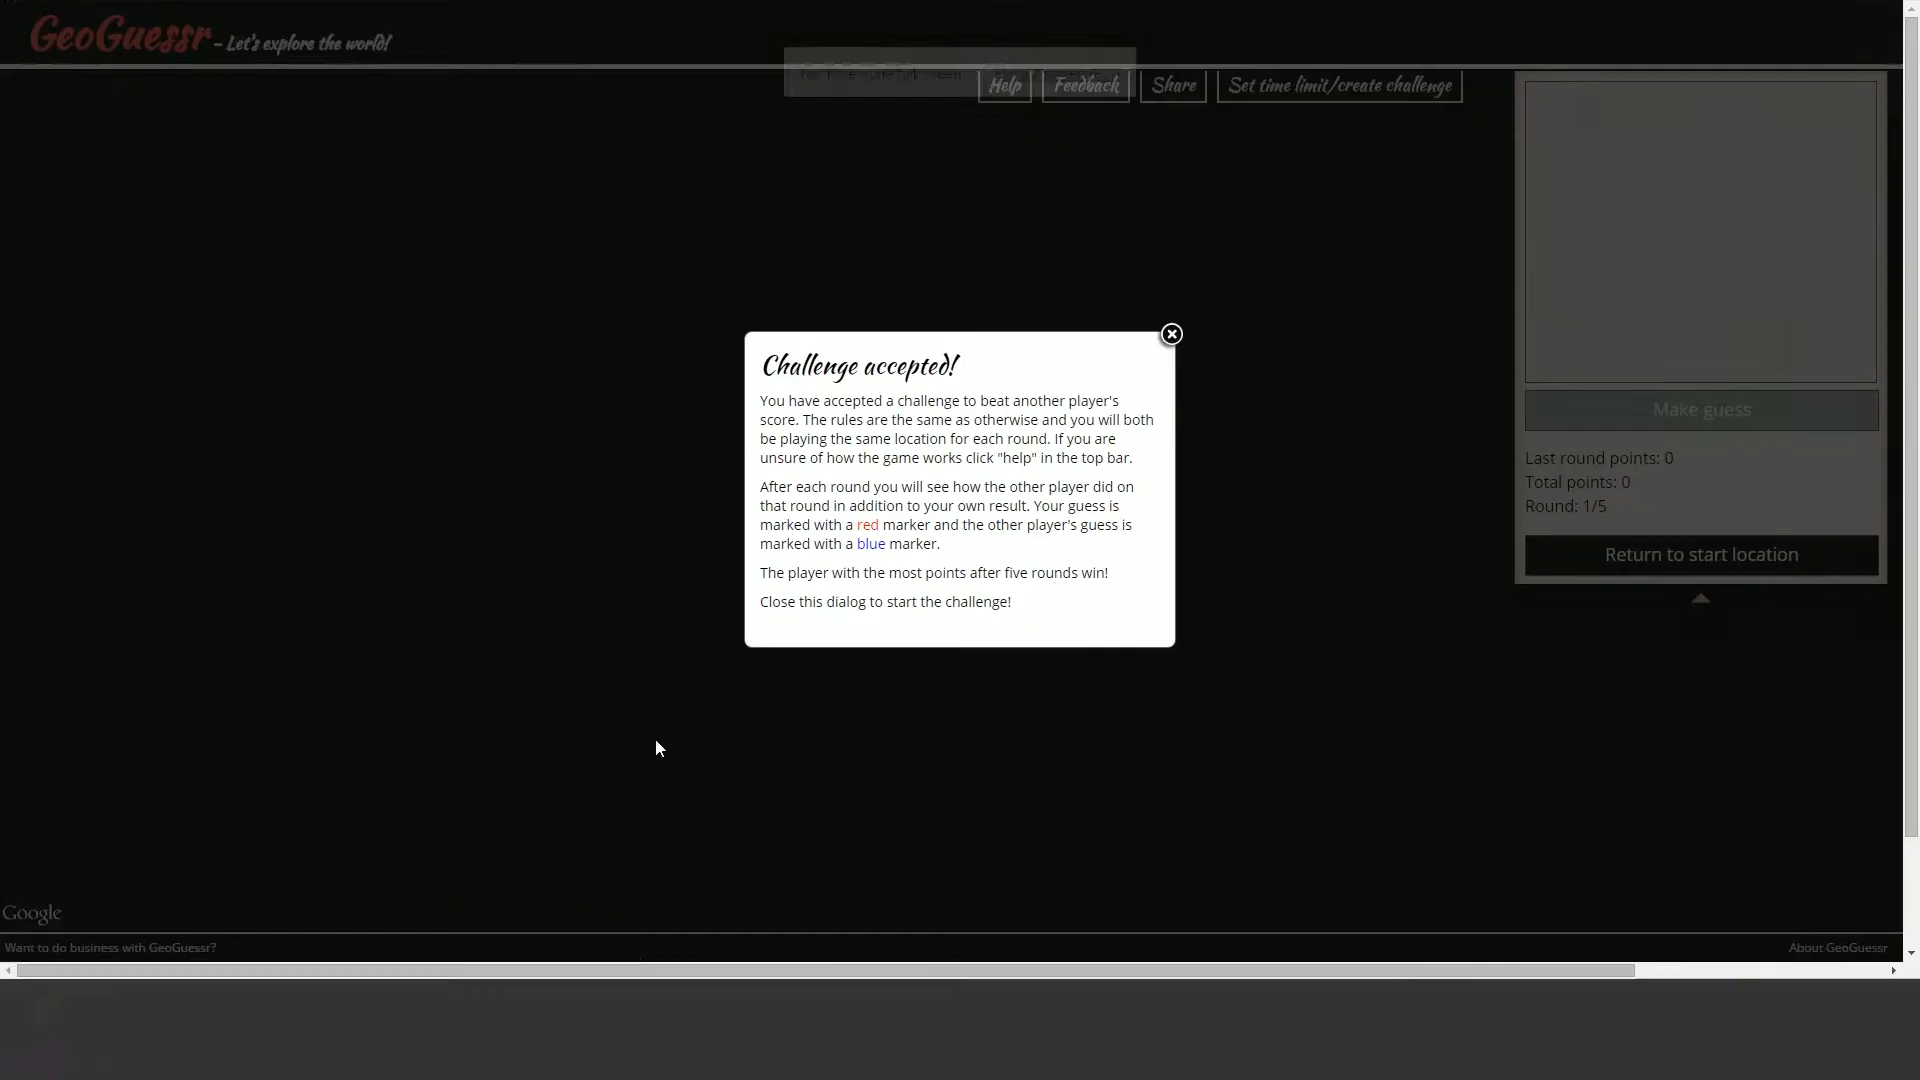 GeoGuessr - Let's explore the world!
Help Feedback Share Set time limit/create challenge
Challenge accepted!
You have accepted a challenge to beat another player's
score. The rules are the same as otherwise and you will both
be playing the same location for each round. If you are
unsure of how the game works click "help" in the top bar.
After each round you will see how the other player did on
that round in addition to your own result. Your guess is
marked with a red marker and the other player's guess is
marked with a blue marker.
The player with the most points after five rounds win!
Close this dialog to start the challenge!
Make guess
Last round points: 0
Total points: 0
Round: 1/5
Return to start location
Google
Want to do business with GeoGuessr?
About GeoGuessr